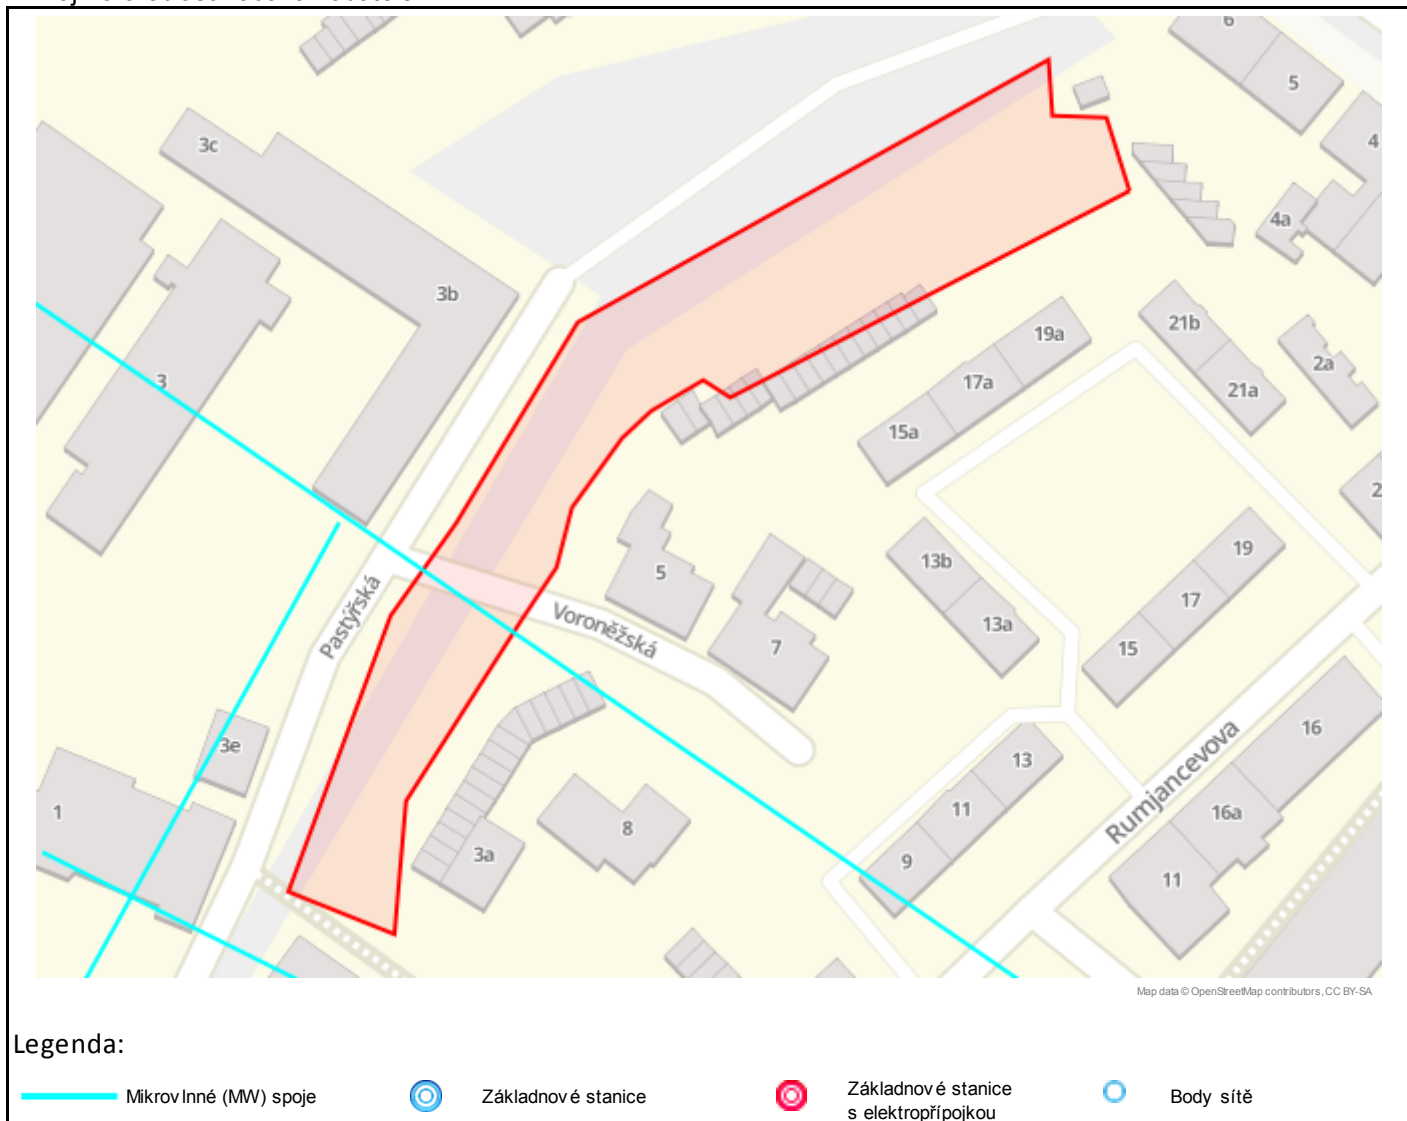 6
5
4
3c
4a
3b
21b
19a
2a
3
17a
21a
15a
2
19
13b
5
17
Pastýřská
Voroněžská
13a
7
15
16
3e
13
Rumjancevova
1
11
16a
8
3a
9
11
Map data © OpenStreetMap contributors, CC BY-SA
Legenda:
Mikrovlnné (MW) spoje
Základnové stanice
Základnové stanice
s elektropřípojkou
Body sítě